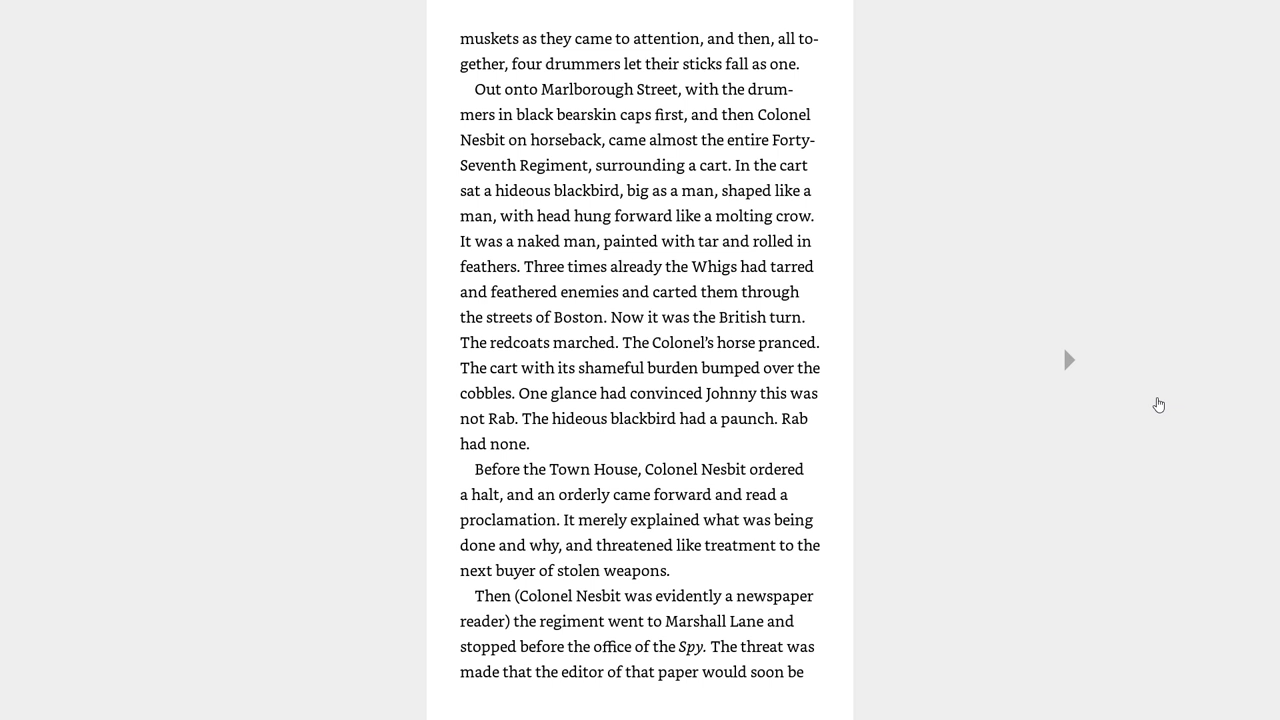 muskets as they came to attention, and then, all to-
gether, four drummers let their sticks fall as one.
Out onto Marlborough Street, with the drum-
mers in black bearskin caps first, and then Colonel
Nesbit on horseback, came almost the entire Forty-
Seventh Regiment, surrounding a cart. In the cart
sat a hideous blackbird, big as a man, shaped like a
man, with head hung forward like a molting crow.
It was a naked man, painted with tar and rolled in
feathers. Three times already the Whigs had tarred
and feathered enemies and carted them through
the streets of Boston. Now it was the British turn.
The redcoats marched. The Colonel’s horse pranced.
The cart with its shameful burden bumped over the
cobbles. One glance had convinced Johnny this was
not Rab. The hideous blackbird had a paunch. Rab
had none.
Before the Town House, Colonel Nesbit ordered
a halt, and an orderly came forward and read a
proclamation. It merely explained what was being
done and why, and threatened like treatment to the
next buyer of stolen weapons.
Then (Colonel Nesbit was evidently a newspaper
reader) the regiment went to Marshall Lane and
stopped before the office of the Spy. The threat was
made that the editor of that paper would soon be